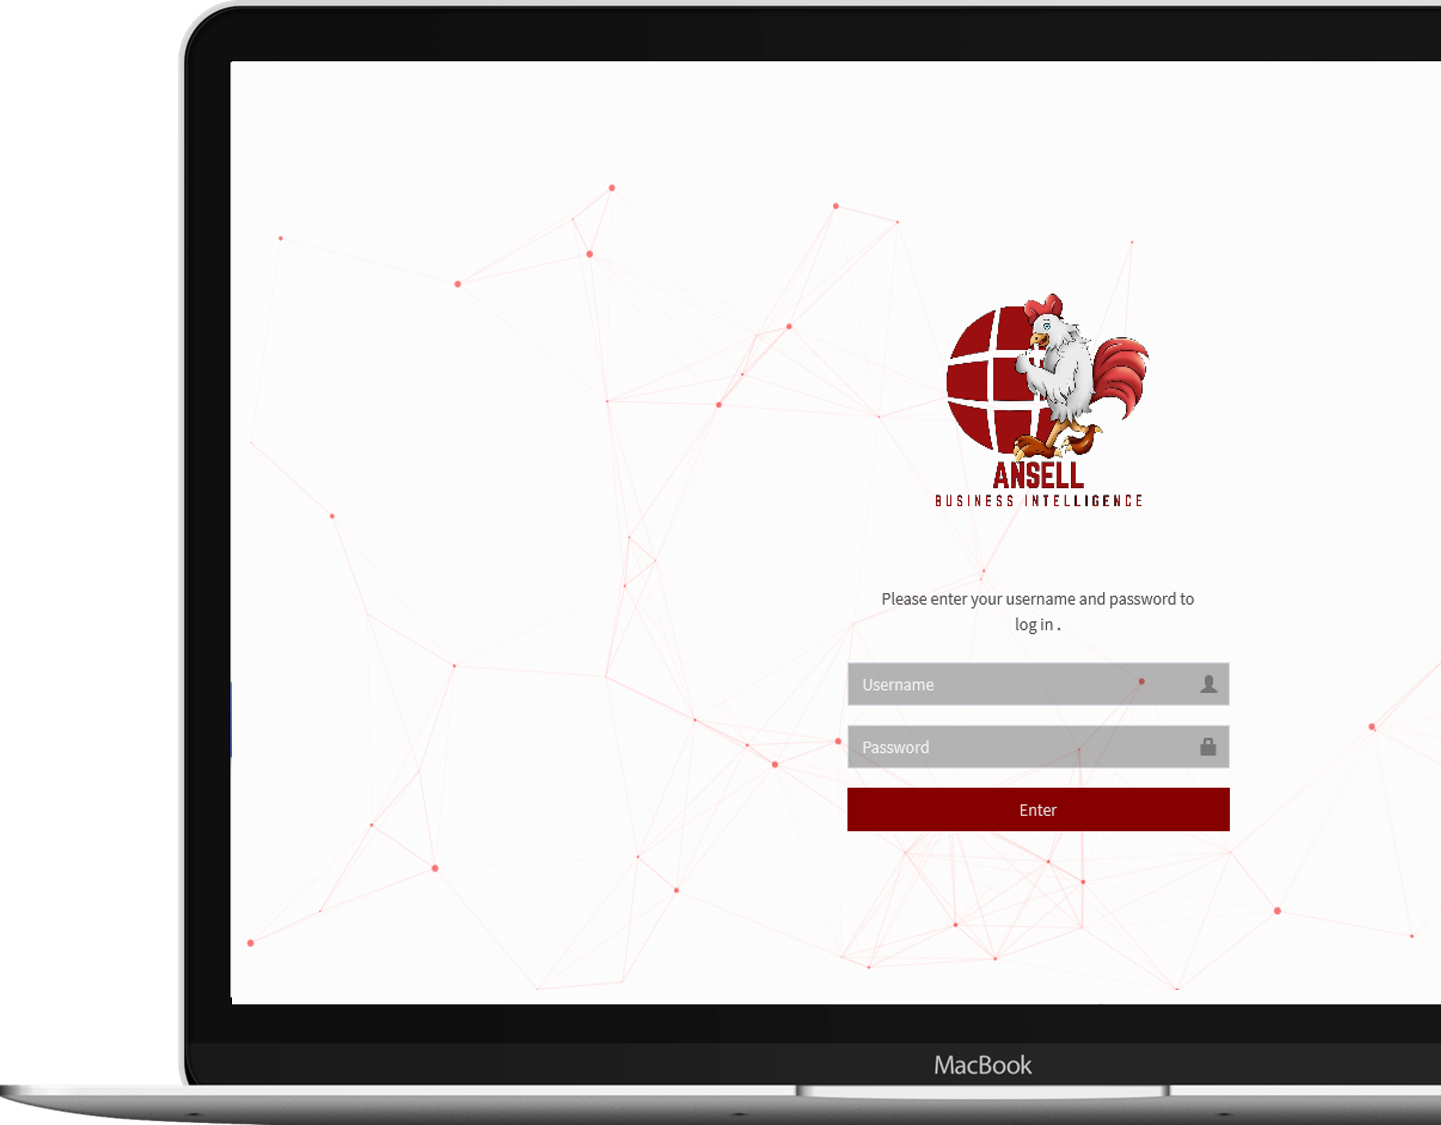 ANSELL
BUSINESS INTELLIGENCE
Please enter your username and password to
log in .
Username
Password
Enter
MacBook